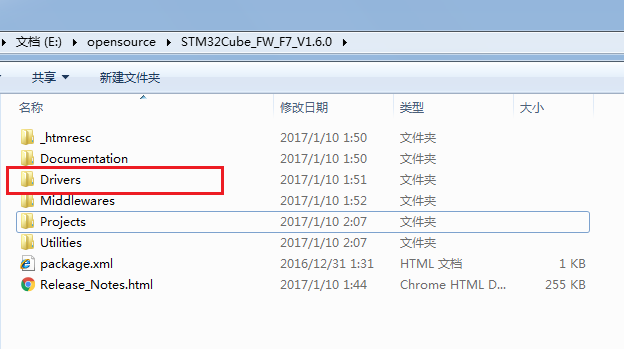 文档 (E:) ▸ opensource ▸ STM32Cube_FW_F7_V1.6.0 ▸
共享 ▾ 新建文件夹
名称 修改日期 类型 大小
_htmresc 2017/1/10 1:50 文件夹
Documentation 2017/1/10 1:50 文件夹
Drivers 2017/1/10 1:51 文件夹
Middlewares 2017/1/10 1:52 文件夹
Projects 2017/1/10 2:07 文件夹
Utilities 2017/1/10 2:07 文件夹
package.xml 2016/12/31 1:31 HTML 文档 1 KB
Release_Notes.html 2017/1/10 1:44 Chrome HTML D... 255 KB